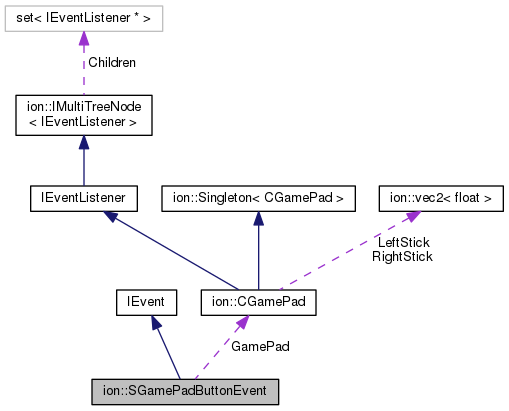 set< IEventListener * >
Children
ion::IMultiTreeNode
< IEventListener >
IEventListener
ion::Singleton< CGamePad >
ion::vec2< float >
LeftStick
RightStick
IEvent
ion::CGamePad
GamePad
ion::SGamePadButtonEvent